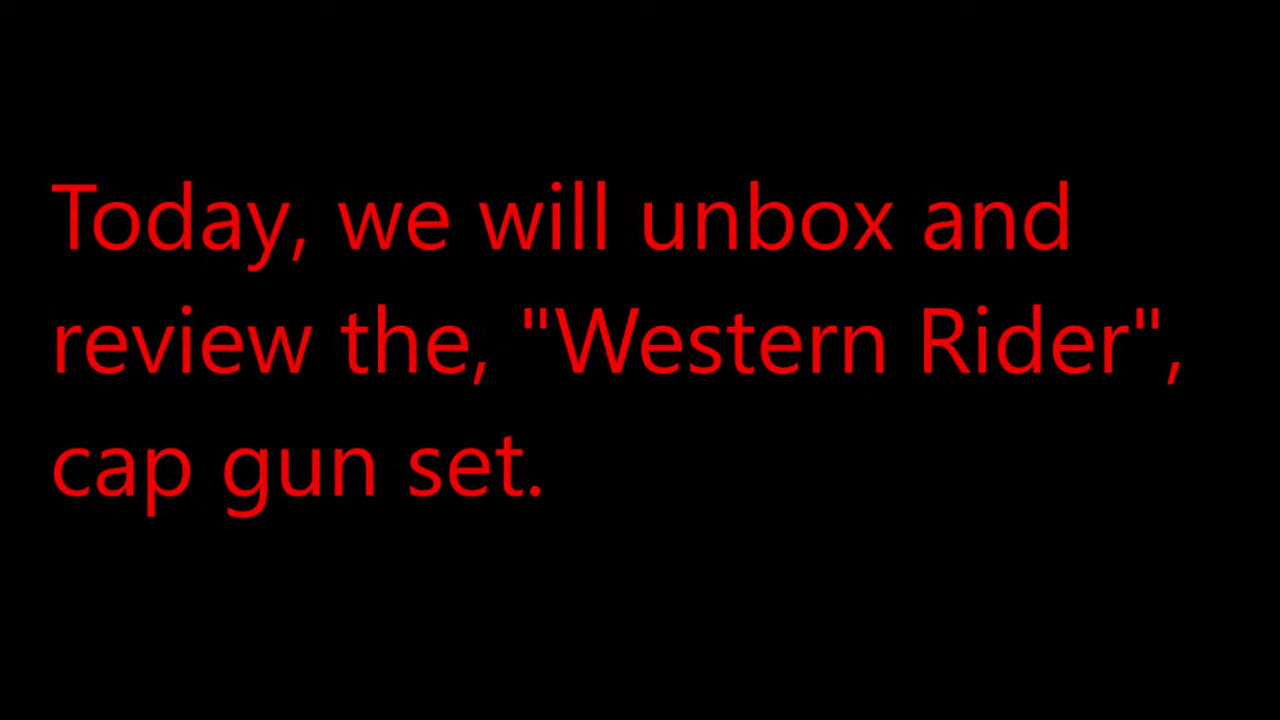 Today, we will unbox and
review the, "Western Rider",
cap gun set.